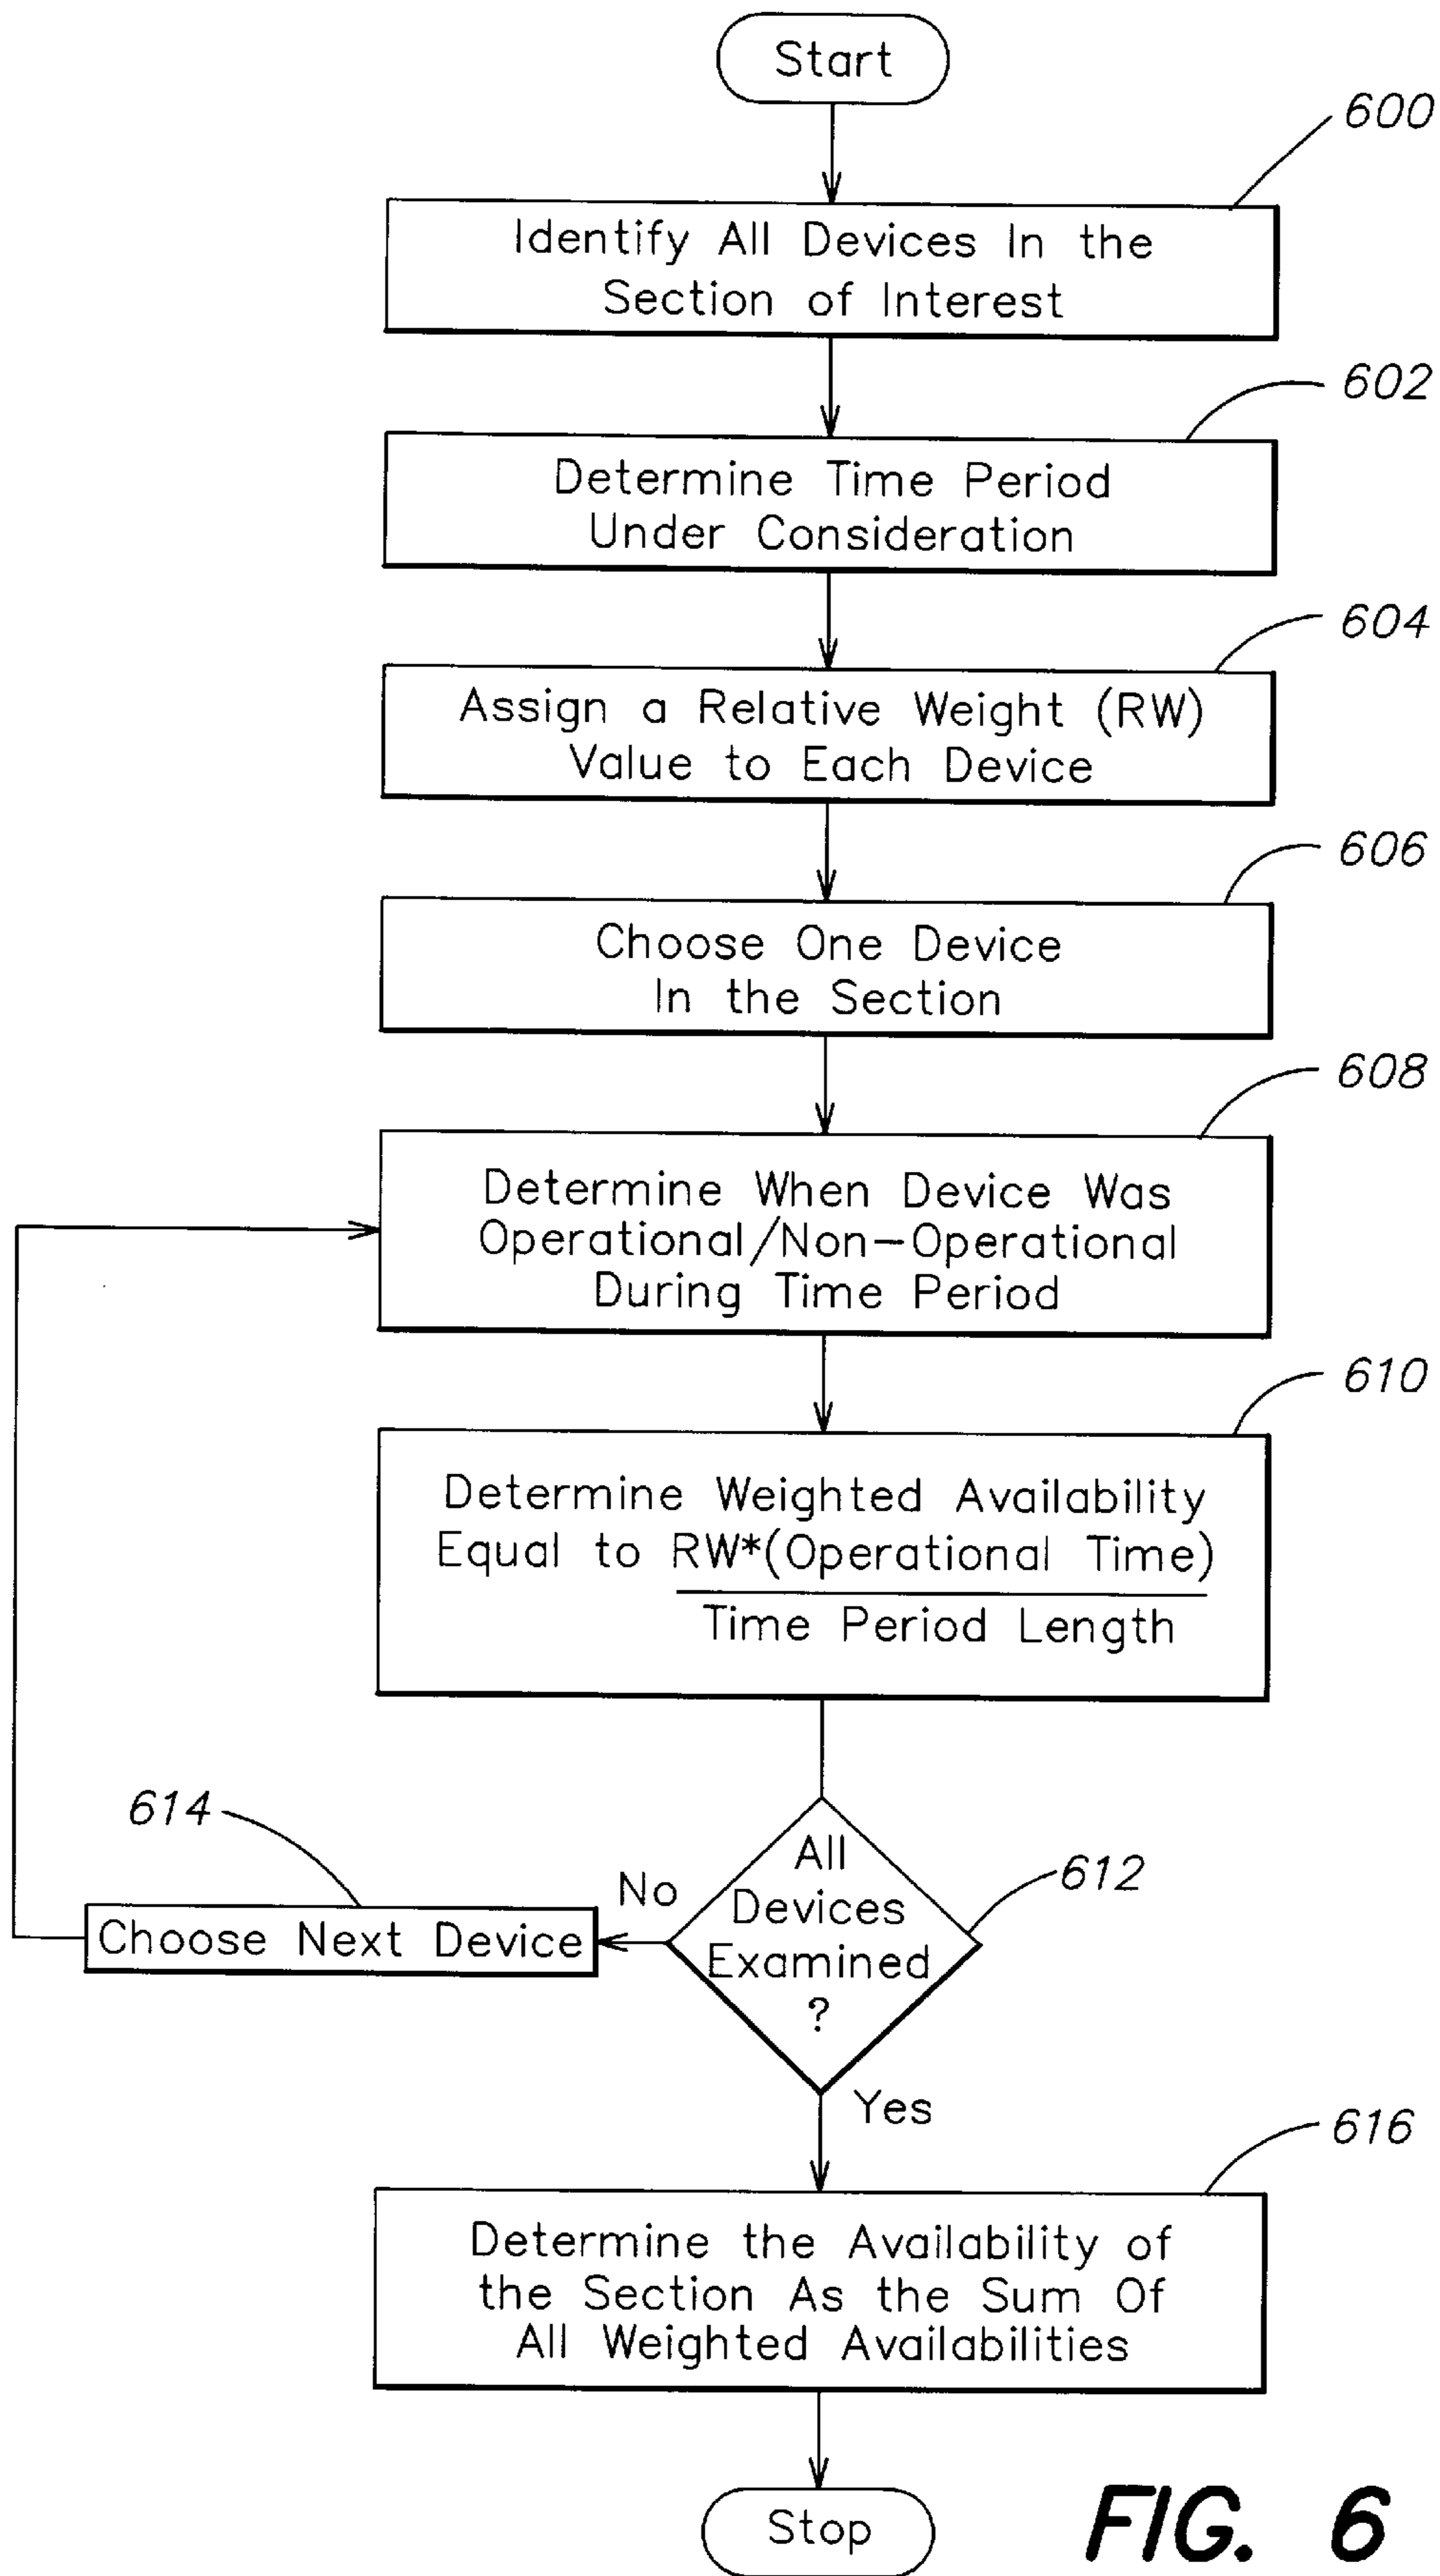 Start
600
Identify All Devices In the
Section of Interest
602
Determine Time Period
Under Consideration
604
Assign a Relative Weight (RW)
Value to Each Device
606
Choose One Device
In the Section
608
Determine When Device Was
Operational/Non-Operational
During Time Period
610
Determine Weighted Availability
Equal to RW*(Operational Time)
Time Period Length
614
No
All
Devices
Examined
?
612
Choose Next Device
Yes
616
Determine the Availability of
the Section As the Sum Of
All Weighted Availabilities
Stop
FIG. 6